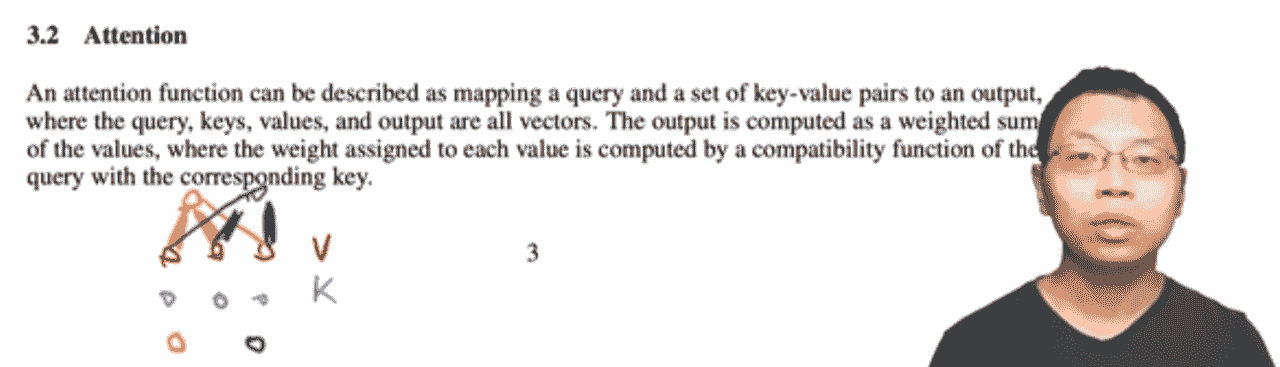 3.2 Attention
An attention function can be described as mapping a query and a set of key-value pairs to an output,
where the query, keys, values, and output are all vectors. The output is computed as a weighted sum
of the values, where the weight assigned to each value is computed by a compatibility function of the
query with the corresponding key.
V
3
K